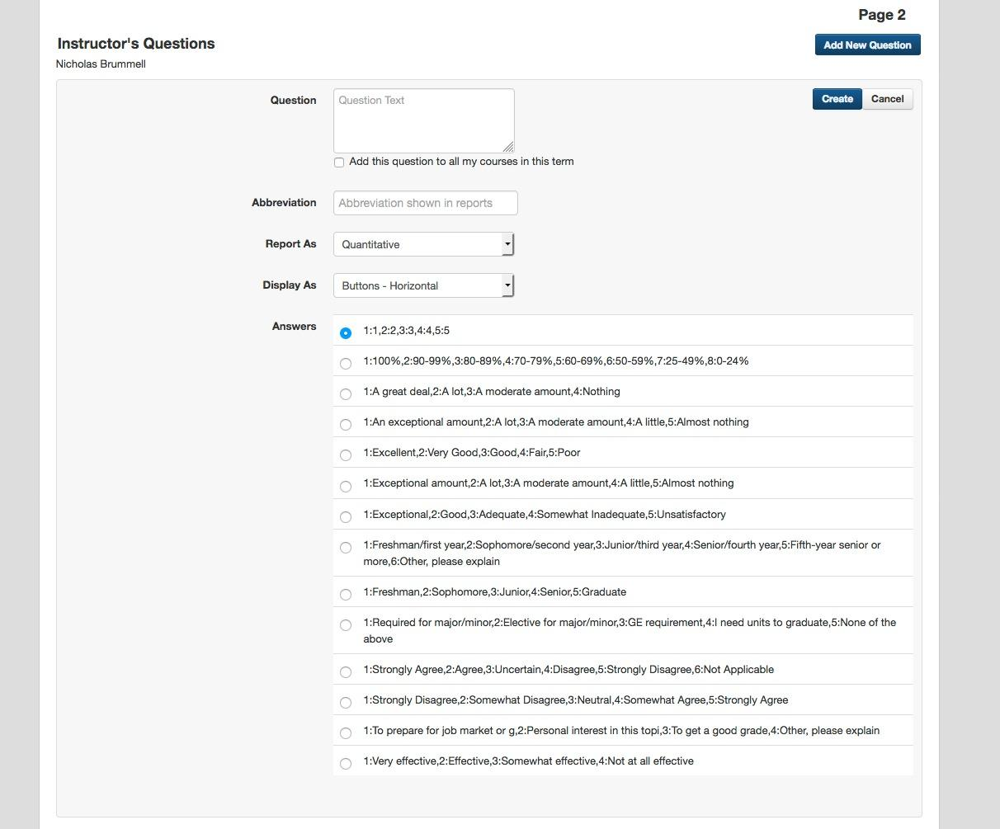 Page 2
Instructor's Questions
Add New Question
Nicholas Brummell
Question
Question Text
Create
Cancel
Add this question to all my courses in this term
Abbreviation
Abbreviation shown in reports
Report As
Quantitative
Display As
Buttons - Horizontal
Answers
1:1,2:2,3:3,4:4,5:5
1:100%,2:90-99%,3:80-89%,4:70-79%,5:60-69%,6:50-59%,7:25-49%,8:0-24%
1:A great deal,2:A lot,3:A moderate amount,4:Nothing
1:An exceptional amount,2:A lot,3:A moderate amount,4:A little,5:Almost nothing
1:Excellent,2:Very Good,3:Good,4:Fair,5:Poor
1:Exceptional amount,2:A lot,3:A moderate amount,4:A little,5:Almost nothing
1:Exceptional,2:Good,3:Adequate,4:Somewhat Inadequate,5:Unsatisfactory
1:Freshman/first year,2:Sophomore/second year,3:Junior/third year,4:Senior/fourth year,5:Fifth-year senior or
more,6:Other, please explain
1:Freshman,2:Sophomore,3:Junior,4:Senior,5:Graduate
1:Required for major/minor,2:Elective for major/minor,3:GE requirement,4:I need units to graduate,5:None of the
above
1:Strongly Agree,2:Agree,3:Uncertain,4:Disagree,5:Strongly Disagree,6:Not Applicable
1:Strongly Disagree,2:Somewhat Disagree,3:Neutral,4:Somewhat Agree,5:Strongly Agree
1:To prepare for job market or g,2:Personal interest in this topi,3:To get a good grade,4:Other, please explain
1:Very effective,2:Effective,3:Somewhat effective,4:Not at all effective